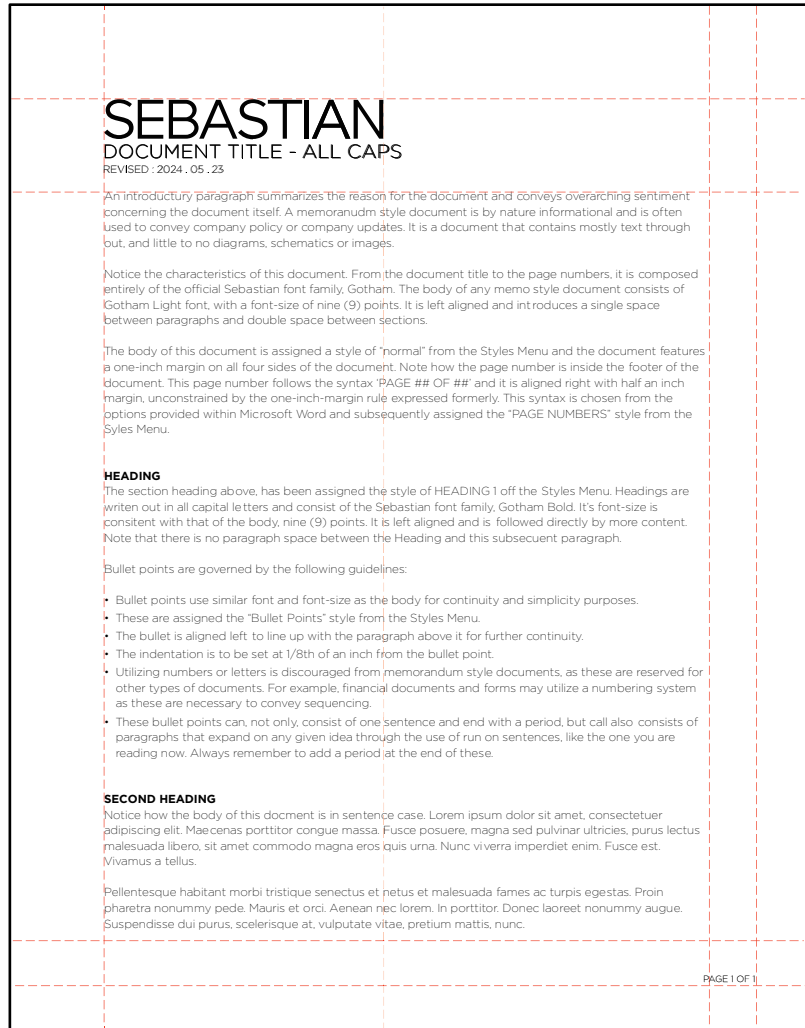 SEBASTIAN
DOCUMENT TITLE - ALL CAPS
REVISED : 2024 . 05 . 23
An introductury paragraph summarizes the reason for the document and conveys overarching sentiment
concerning the document itself. A memoranudm style document is by nature informational and is often
used to convey company policy or company updates. It is a document that contains mostly text through
out, and little to no diagrams, schematics or images.
Notice the characteristics of this document. From the document title to the page numbers, it is composed
entirely of the official Sebastian font family, Gotham. The body of any memo style document consists of
Gotham Light font, with a font-size of nine (9) points. It is left aligned and introduces a single space
between paragraphs and double space between sections.
The body of this document is assigned a style of "normal" from the Styles Menu and the document features
a one-inch margin on all four sides of the document. Note how the page number is inside the footer of the
document. This page number follows the syntax 'PAGE ## OF ##' and it is aligned right with half an inch
margin, unconstrained by the one-inch-margin rule expressed formerly. This syntax is chosen from the
options provided within Microsoft Word and subsequently assigned the "PAGE NUMBERS" style from the
Syles Menu.
HEADING
The section heading above, has been assigned the style of HEADING 1 off the Styles Menu. Headings are
writen out in all capital letters and consist of the Sebastian font family, Gotham Bold. It's font-size is
consitent with that of the body, nine (9) points. It is left aligned and is followed directly by more content.
Note that there is no paragraph space between the Heading and this subsecuent paragraph.
Bullet points are governed by the following guidelines:
• Bullet points use similar font and font-size as the body for continuity and simplicity purposes.
• These are assigned the "Bullet Points" style from the Styles Menu.
• The bullet is aligned left to line up with the paragraph above it for further continuity.
• The indentation is to be set at 1/8th of an inch from the bullet point.
• Utilizing numbers or letters is discouraged from memorandum style documents, as these are reserved for
other types of documents. For example, financial documents and forms may utilize a numbering system
as these are necessary to convey sequencing.
• These bullet points can, not only, consist of one sentence and end with a period, but call also consists of
paragraphs that expand on any given idea through the use of run on sentences, like the one you are
reading now. Always remember to add a period at the end of these.
SECOND HEADING
Notice how the body of this docment is in sentence case. Lorem ipsum dolor sit amet, consectetuer
adipiscing elit. Maecenas porttitor congue massa. Fusce posuere, magna sed pulvinar ultricies, purus lectus
malesuada libero, sit amet commodo magna eros quis urna. Nunc viverra imperdiet enim. Fusce est.
Vivamus a tellus.
Pellentesque habitant morbi tristique senectus et netus et malesuada fames ac turpis egestas. Proin
pharetra nonummy pede. Mauris et orci. Aenean nec lorem. In porttitor. Donec laoreet nonummy augue.
Suspendisse dui purus, scelerisque at, vulputate vitae, pretium mattis, nunc.
PAGE 1 OF 1